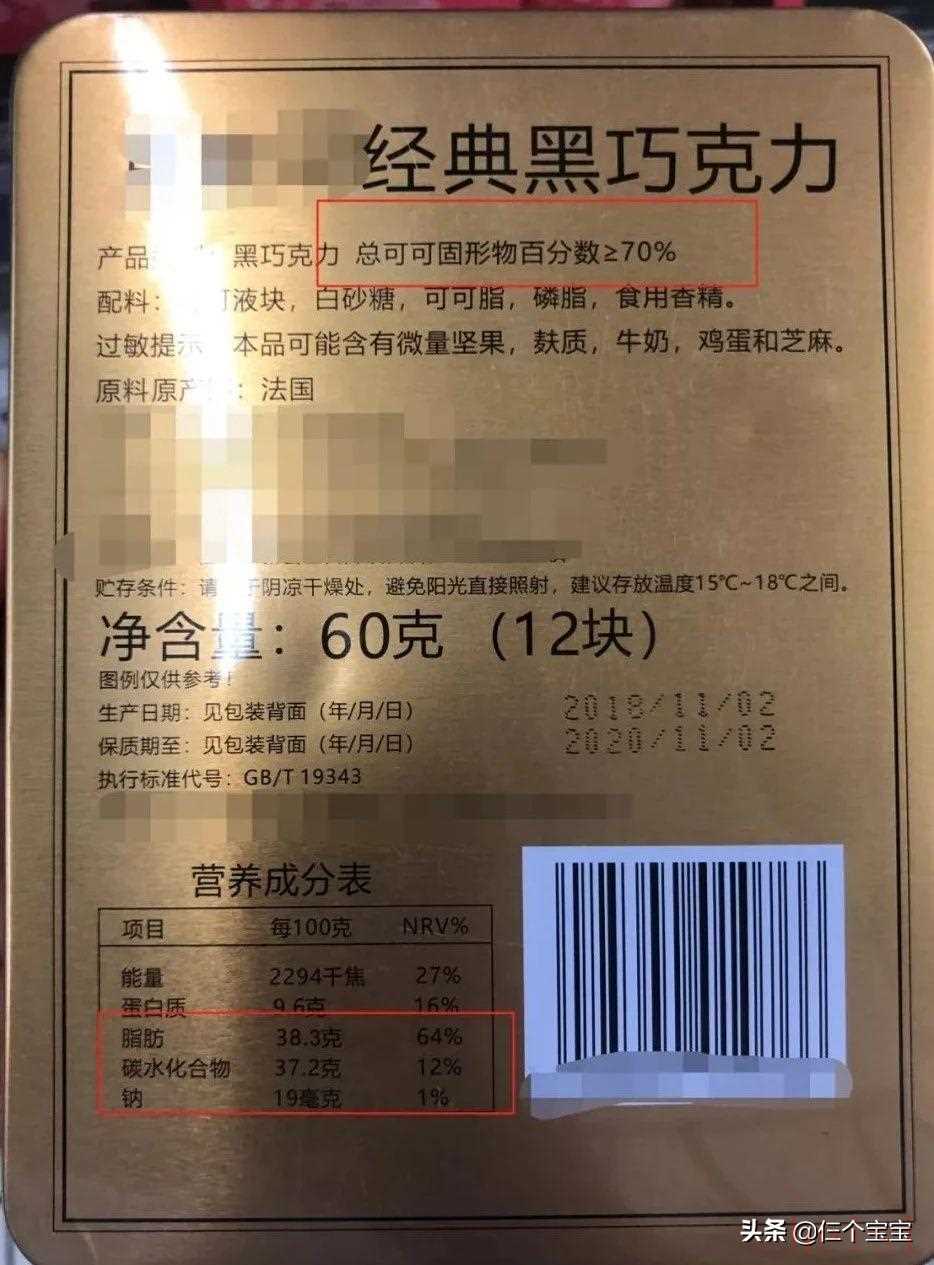 经典黑巧克力
产品 黑巧克力 总可可固形物百分数≥70%
配料： 可液块，白砂糖，可可脂，磷脂，食用香精。
过敏提示 本品可能含有微量坚果，麸质，牛奶，鸡蛋和芝麻。
原料原产 ：法国
贮存条件：请 于阴凉干燥处，避免阳光直接照射，建议存放温度15℃~18℃之间。
净含量：60克（12块）
图例仅供参考！
生产日期：见包装背面（年/月/日） 2018/11/02
保质期至：见包装背面（年/月/日） 2020/11/02
执行标准代号：GB/T 19343
营养成分表
项目 每100克 NRV%
能量 2294千焦 27%
蛋白质 9.6克 16%
脂肪 38.3克 64%
碳水化合物 37.2克 12%
钠 19毫克 1%
头条 @仨个宝宝